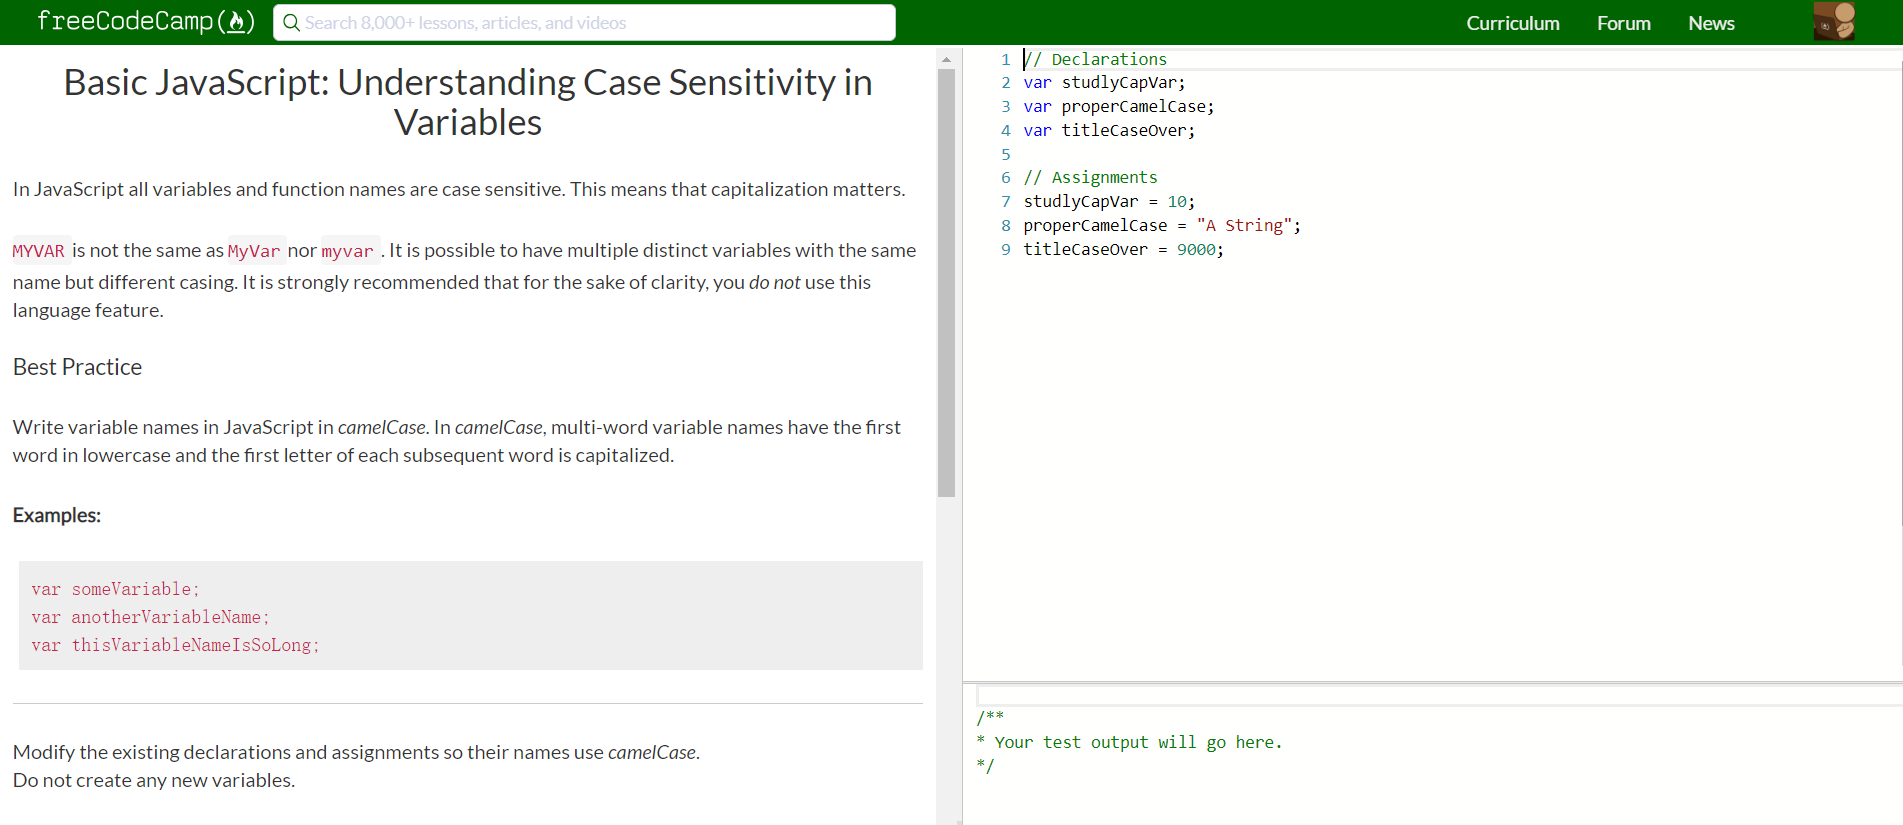 freeCodeCamp
Search 8,000+ lessons, articles, and videos
Curriculum
Forum
News
Basic JavaScript: Understanding Case Sensitivity in
Variables
In JavaScript all variables and function names are case sensitive. This means that capitalization matters.
MYVAR is not the same as MyVar nor myvar . It is possible to have multiple distinct variables with the same
name but different casing. It is strongly recommended that for the sake of clarity, you do not use this
language feature.
Best Practice
Write variable names in JavaScript in camelCase. In camelCase, multi-word variable names have the first
word in lowercase and the first letter of each subsequent word is capitalized.
Examples:
var someVariable;
var anotherVariableName;
var thisVariableNameIsSoLong;
Modify the existing declarations and assignments so their names use camelCase.
Do not create any new variables.
1 // Declarations
2 var studlyCapVar;
3 var properCamelCase;
4 var titleCaseOver;
5
6 // Assignments
7 studlyCapVar = 10;
8 properCamelCase = "A String";
9 titleCaseOver = 9000;
/**
* Your test output will go here.
*/